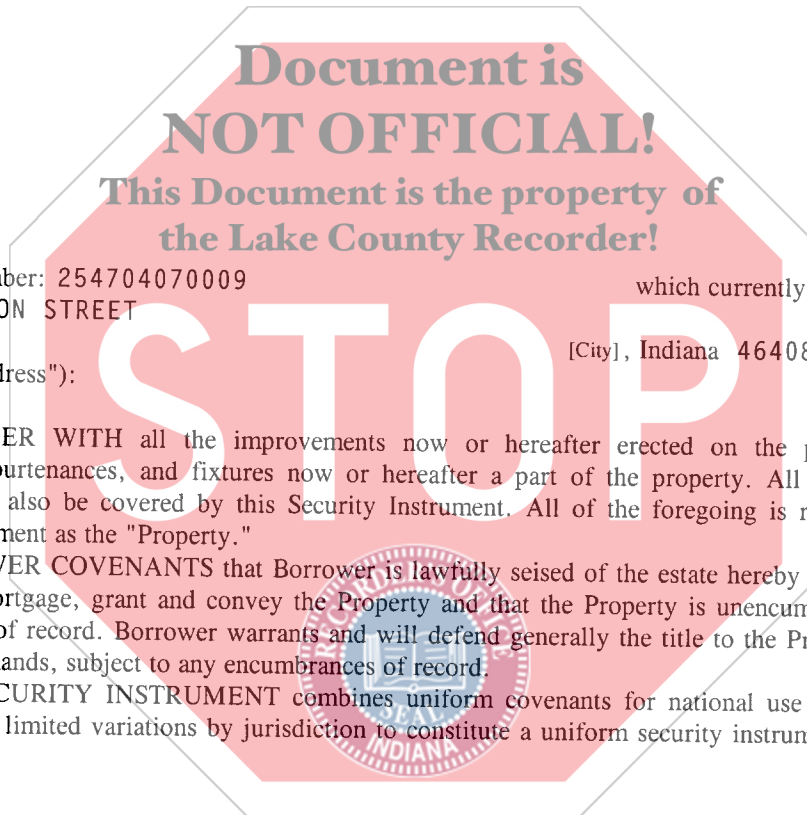 Document is
NOT OFFICIAL!
This Document is the property of
the Lake County Recorder!
ber: 254704070009
which currently
ON STREET
[City], Indiana 46408
dress"):
STOP
ER WITH all the improvements now or hereafter erected on the
purtenances, and fixtures now or hereafter a part of the property. All
also be covered by this Security Instrument. All of the foregoing is
ment as the "Property."
VER COVENANTS that Borrower is lawfully seised of the estate hereby
ortgage, grant and convey the Property and that the Property is unencum
of record. Borrower warrants and will defend generally the title to the Pr
ands, subject to any encumbrances of record.
CURITY INSTRUMENT combines uniform covenants for national use
limited variations by jurisdiction to constitute a uniform security instrum
SEAL
INDIANA